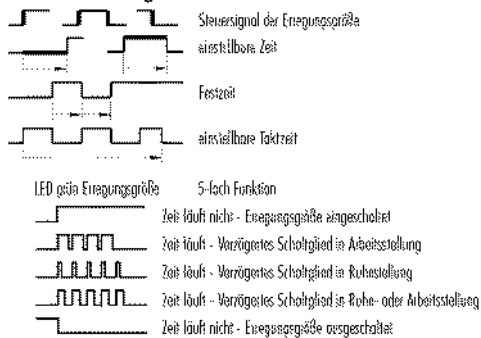 Steuersignal der Erregungsgröße
einstellbare Zeit
Festzeit
einstellbare Taktzeit
LED grün Erregungsgröße 5-fach Funktion
Zeit läuft nicht - Erregungsgröße eingeschaltet
Zeit läuft - Verzögertes Schaltglied in Arbeitsstellung
Zeit läuft - Verzögertes Schaltglied in Ruhestellung
Zeit läuft - Verzögertes Schaltglied in Ruhe- oder Arbeitsstellung
Zeit läuft nicht - Erregungsgröße ausgeschaltet